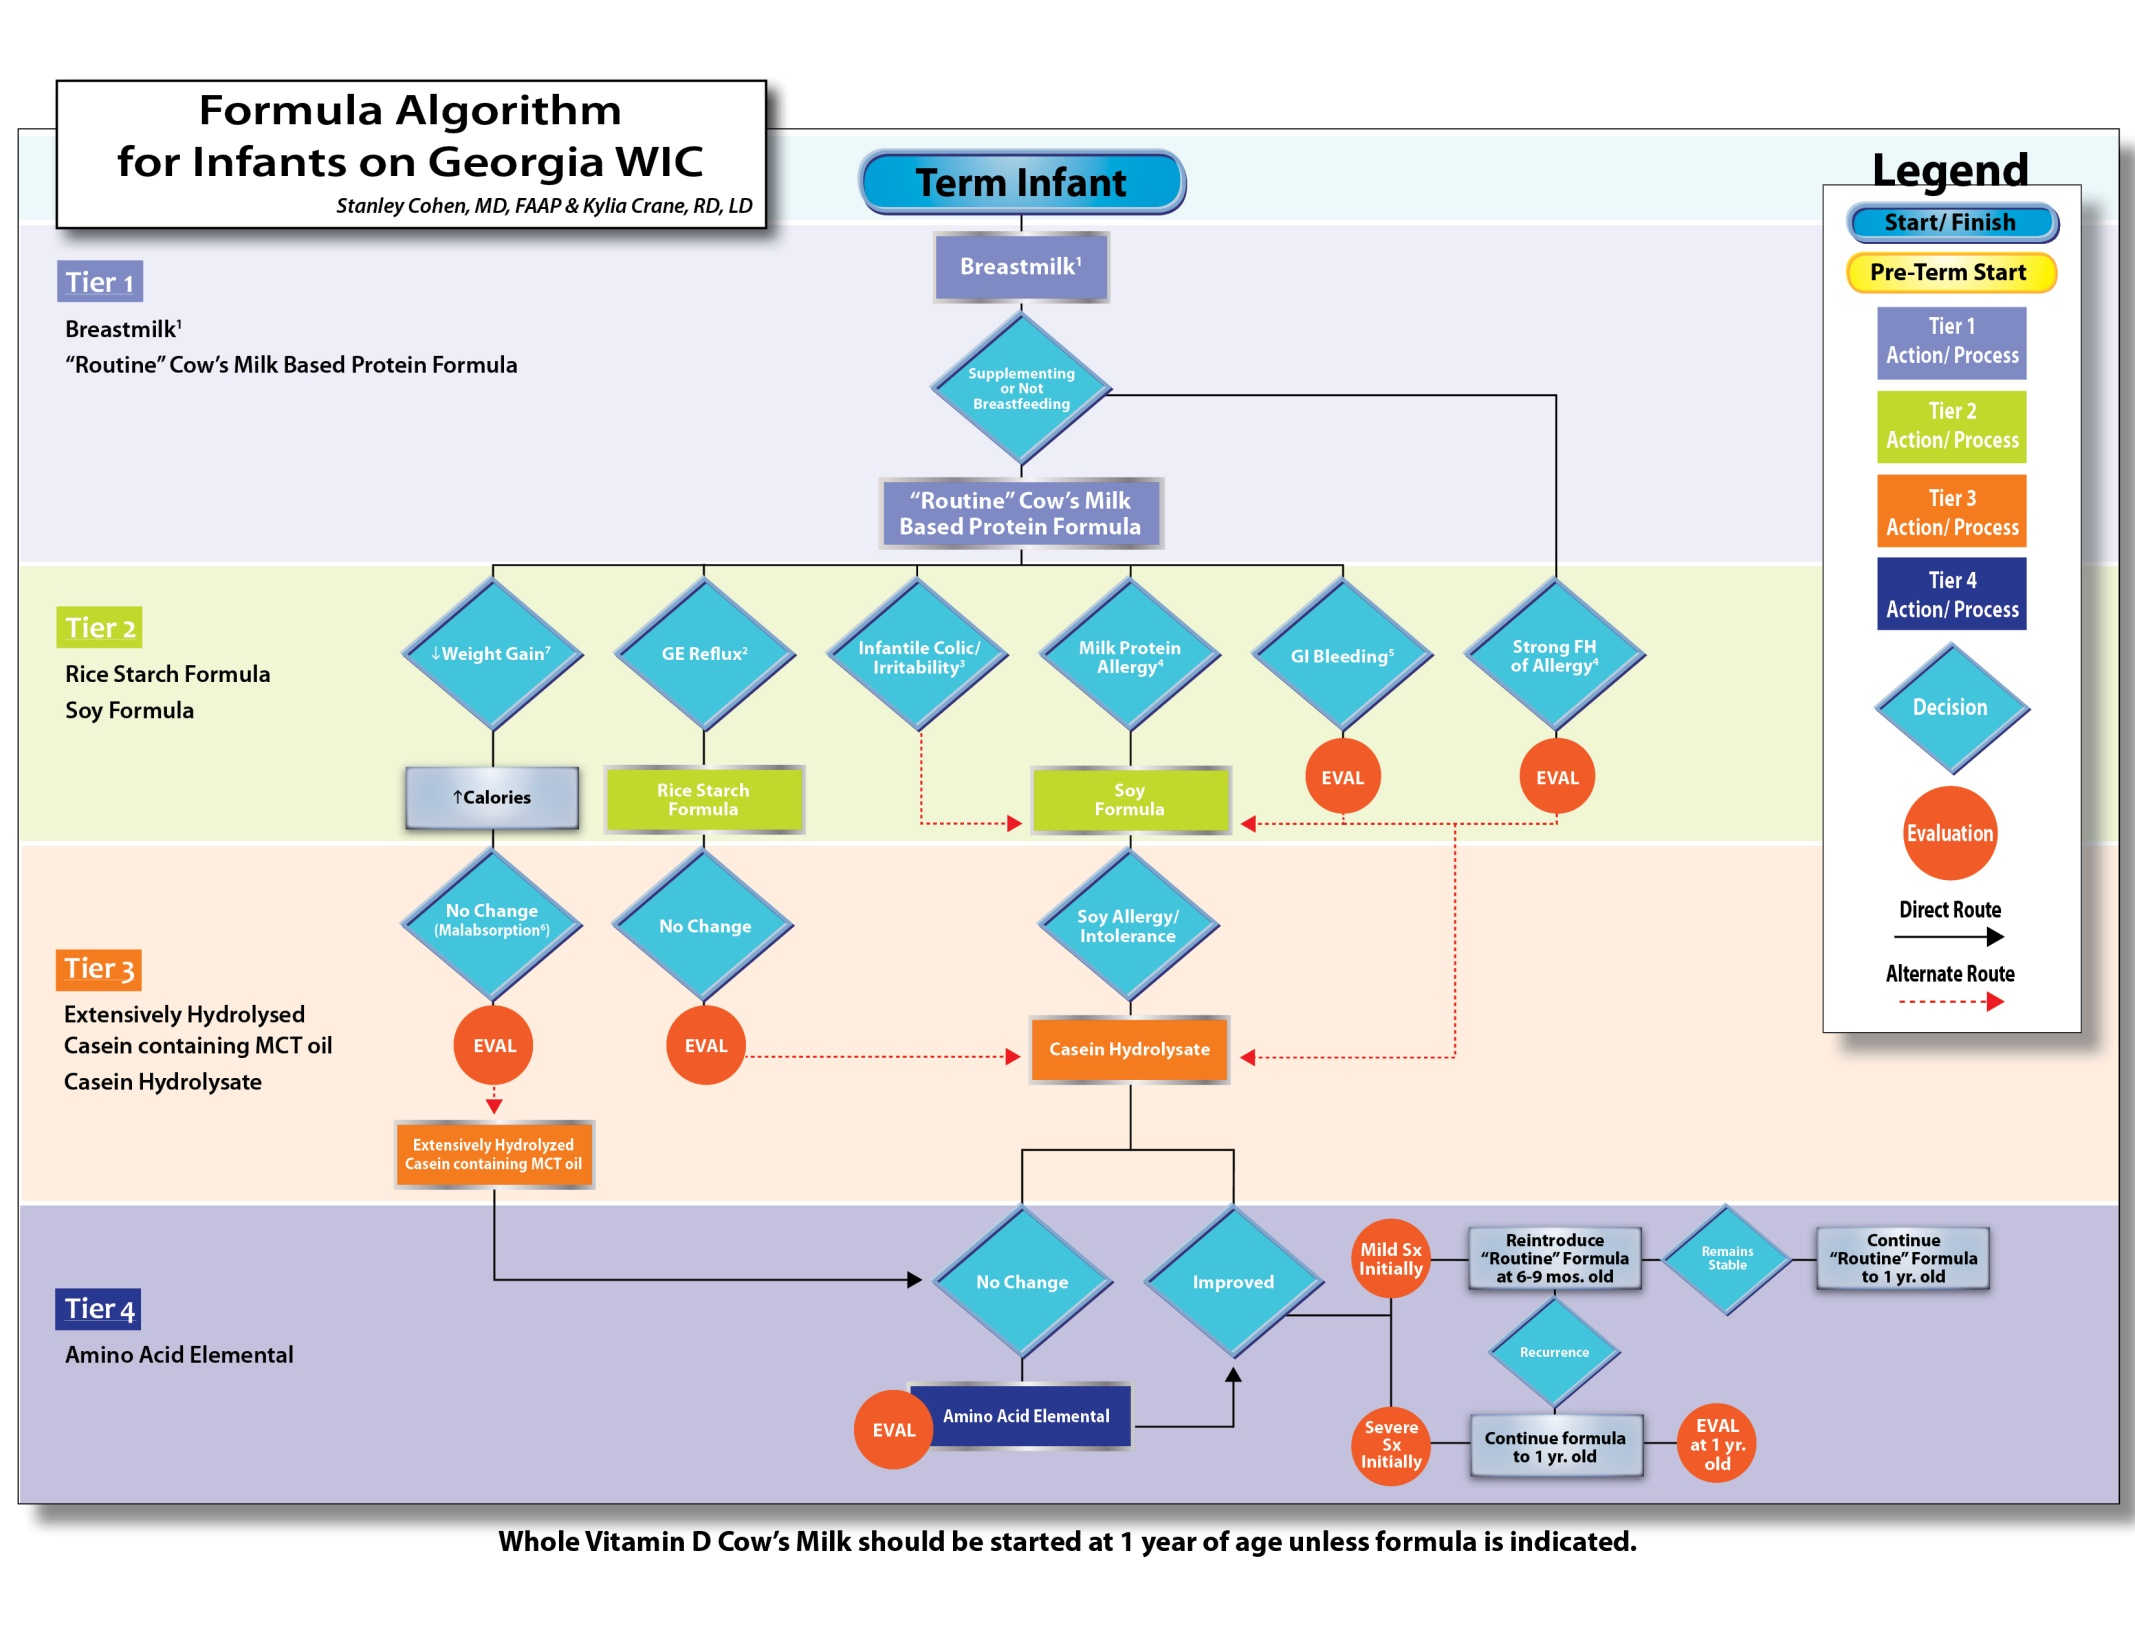 Formula Algorithm
for Infants on Georgia WIC
Stanley Cohen, MD, FAAP & Kylia Crane, RD, LD
Term Infant
Legend
Start/ Finish
Pre-Term Start
Tier 1
Action/ Process
Tier 2
Action/ Process
Tier 3
Action/ Process
Tier 4
Action/ Process
Decision
Evaluation
Direct Route
Alternate Route
Tier 1
Breastmilk¹
“Routine” Cow’s Milk Based Protein Formula
Breastmilk¹
Supplementing
or Not
Breastfeeding
“Routine” Cow’s Milk
Based Protein Formula
Tier 2
Rice Starch Formula
Soy Formula
↓Weight Gain⁷
GE Reflux²
Infantile Colic/
Irritability³
Milk Protein
Allergy⁴
GI Bleeding⁵
Strong FH
of Allergy⁴
↑Calories
Rice Starch
Formula
Soy
Formula
EVAL
EVAL
Tier 3
Extensively Hydrolysed
Casein containing MCT oil
Casein Hydrolysate
No Change
(Malabsorption⁶)
No Change
Soy Allergy/
Intolerance
EVAL
EVAL
Casein Hydrolysate
Extensively Hydrolyzed
Casein containing MCT oil
Tier 4
Amino Acid Elemental
No Change
Improved
Mild Sx
Initially
Reintroduce
“Routine” Formula
at 6-9 mos. old
Remains
Stable
Continue
“Routine” Formula
to 1 yr. old
Recurrence
EVAL
Amino Acid Elemental
Severe
Sx
Initially
Continue formula
to 1 yr. old
EVAL
at 1 yr.
old
Whole Vitamin D Cow’s Milk should be started at 1 year of age unless formula is indicated.